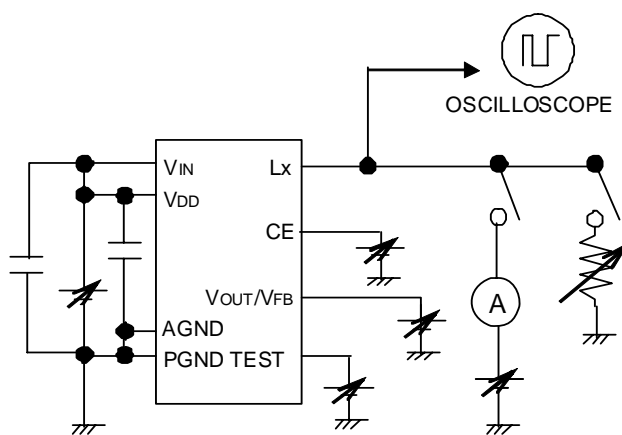 OSCILLOSCOPE
VIN
Lx
VDD
CE
VOUT/VFB
A
AGND
PGND TEST